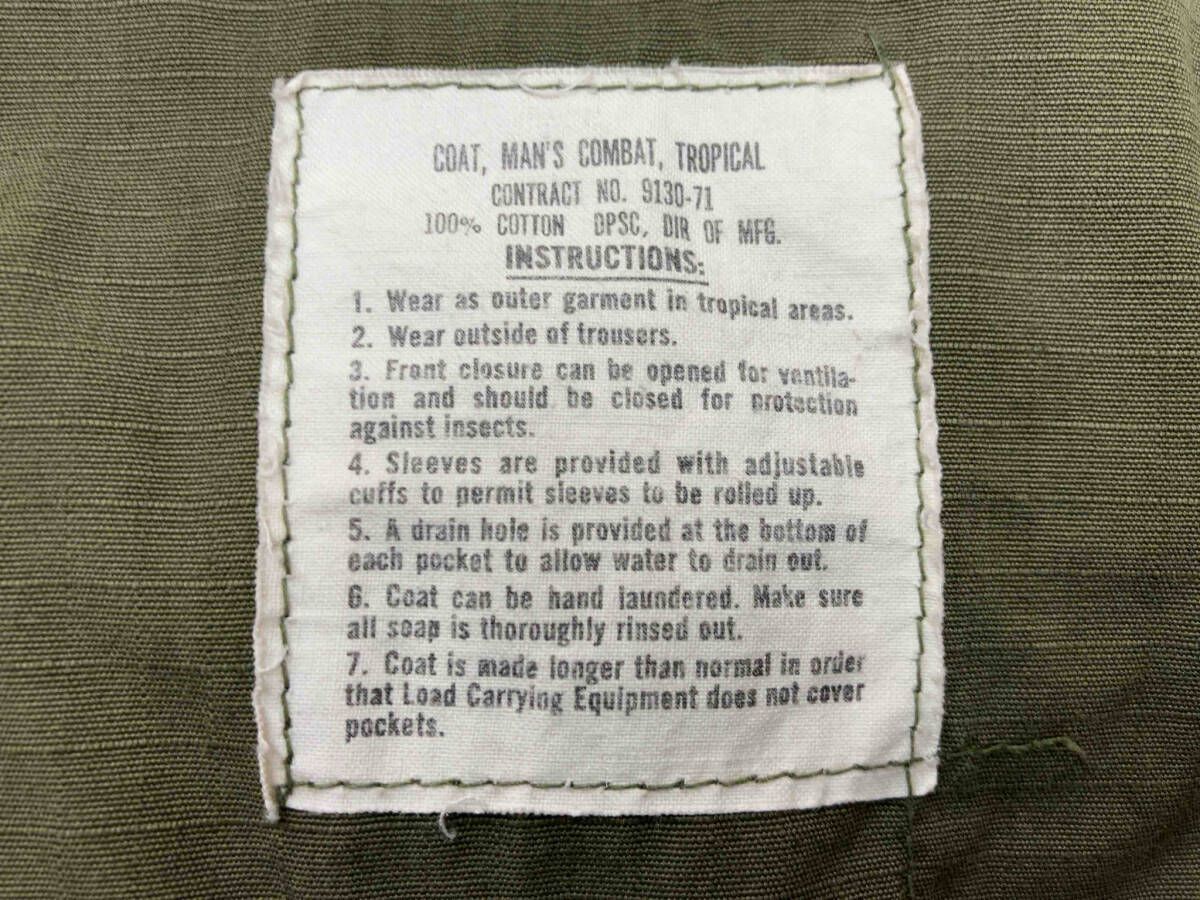 COAT, MAN'S COMBAT, TROPICAL
CONTRACT NO. 9130-71
100% COTTON DPSC, DIR OF MFG.
INSTRUCTIONS:
1. Wear as outer garment in tropical areas.
2. Wear outside of trousers.
3. Front closure can be opened for ventila-
tion and should be closed for protection
against insects.
4. Sleeves are provided with adjustable
cuffs to permit sleeves to be rolled up.
5. A drain hole is provided at the bottom of
each pocket to allow water to drain out.
6. Coat can be hand laundered. Make sure
all soap is thoroughly rinsed out.
7. Coat is made longer than normal in order
that Load Carrying Equipment does not cover
pockets.